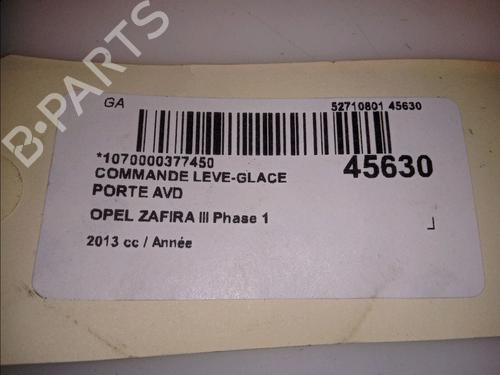 GA
52710801 45630
*1070000377450
45630
COMMANDE LEVE-GLACE
PORTE AVD
OPEL ZAFIRA III Phase 1
2013 cc / Année
B-PARTS